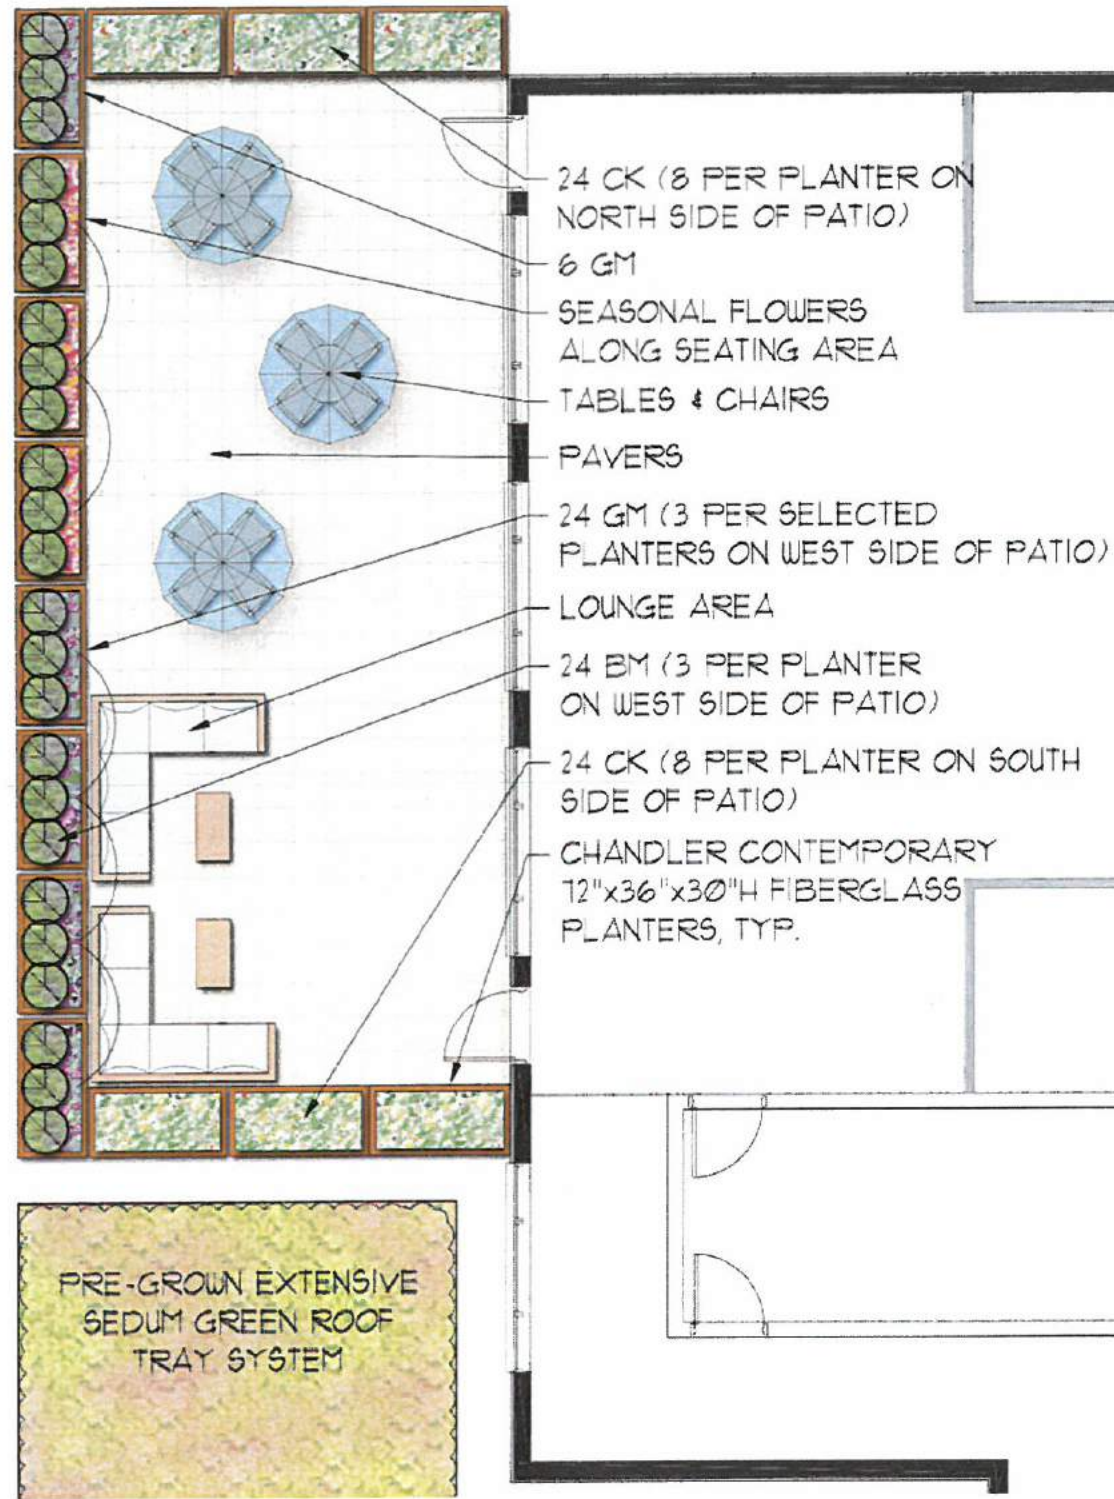 24 CK (8 PER PLANTER ON
NORTH SIDE OF PATIO)
6 GM
SEASONAL FLOWERS
ALONG SEATING AREA
TABLES & CHAIRS
PAVERS
24 GM (3 PER SELECTED
PLANTERS ON WEST SIDE OF PATIO)
LOUNGE AREA
24 BM (3 PER PLANTER
ON WEST SIDE OF PATIO)
24 CK (8 PER PLANTER ON SOUTH
SIDE OF PATIO)
CHANDLER CONTEMPORARY
72"x36"x30"H FIBERGLASS
PLANTERS, TYP.
PRE-GROWN EXTENSIVE
SEDUM GREEN ROOF
TRAY SYSTEM